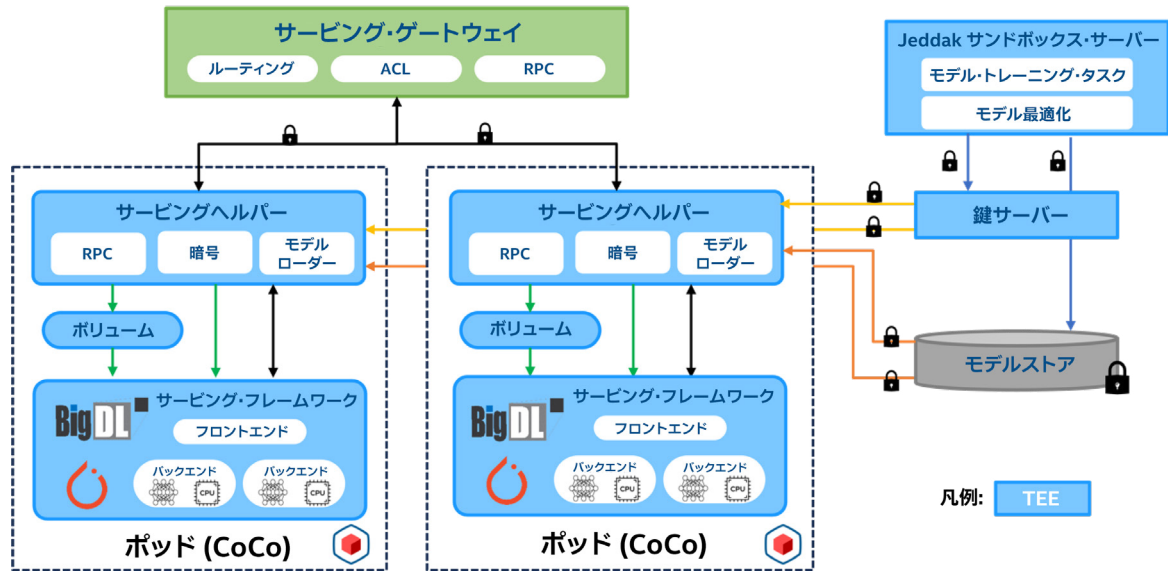 サービング・ゲートウェイ
ルーティング
ACL
RPC
Jeddak サンドボックス・サーバー
モデル・トレーニング・タスク
モデル最適化
サービングヘルパー
RPC
暗号
モデル
ローダー
ボリューム
サービング・フレームワーク
BigDL
フロントエンド
バックエンド
CPU
バックエンド
CPU
ポッド (CoCo)
サービングヘルパー
RPC
暗号
モデル
ローダー
ボリューム
サービング・フレームワーク
BigDL
フロントエンド
バックエンド
CPU
バックエンド
CPU
ポッド (CoCo)
鍵サーバー
モデルストア
凡例:
TEE